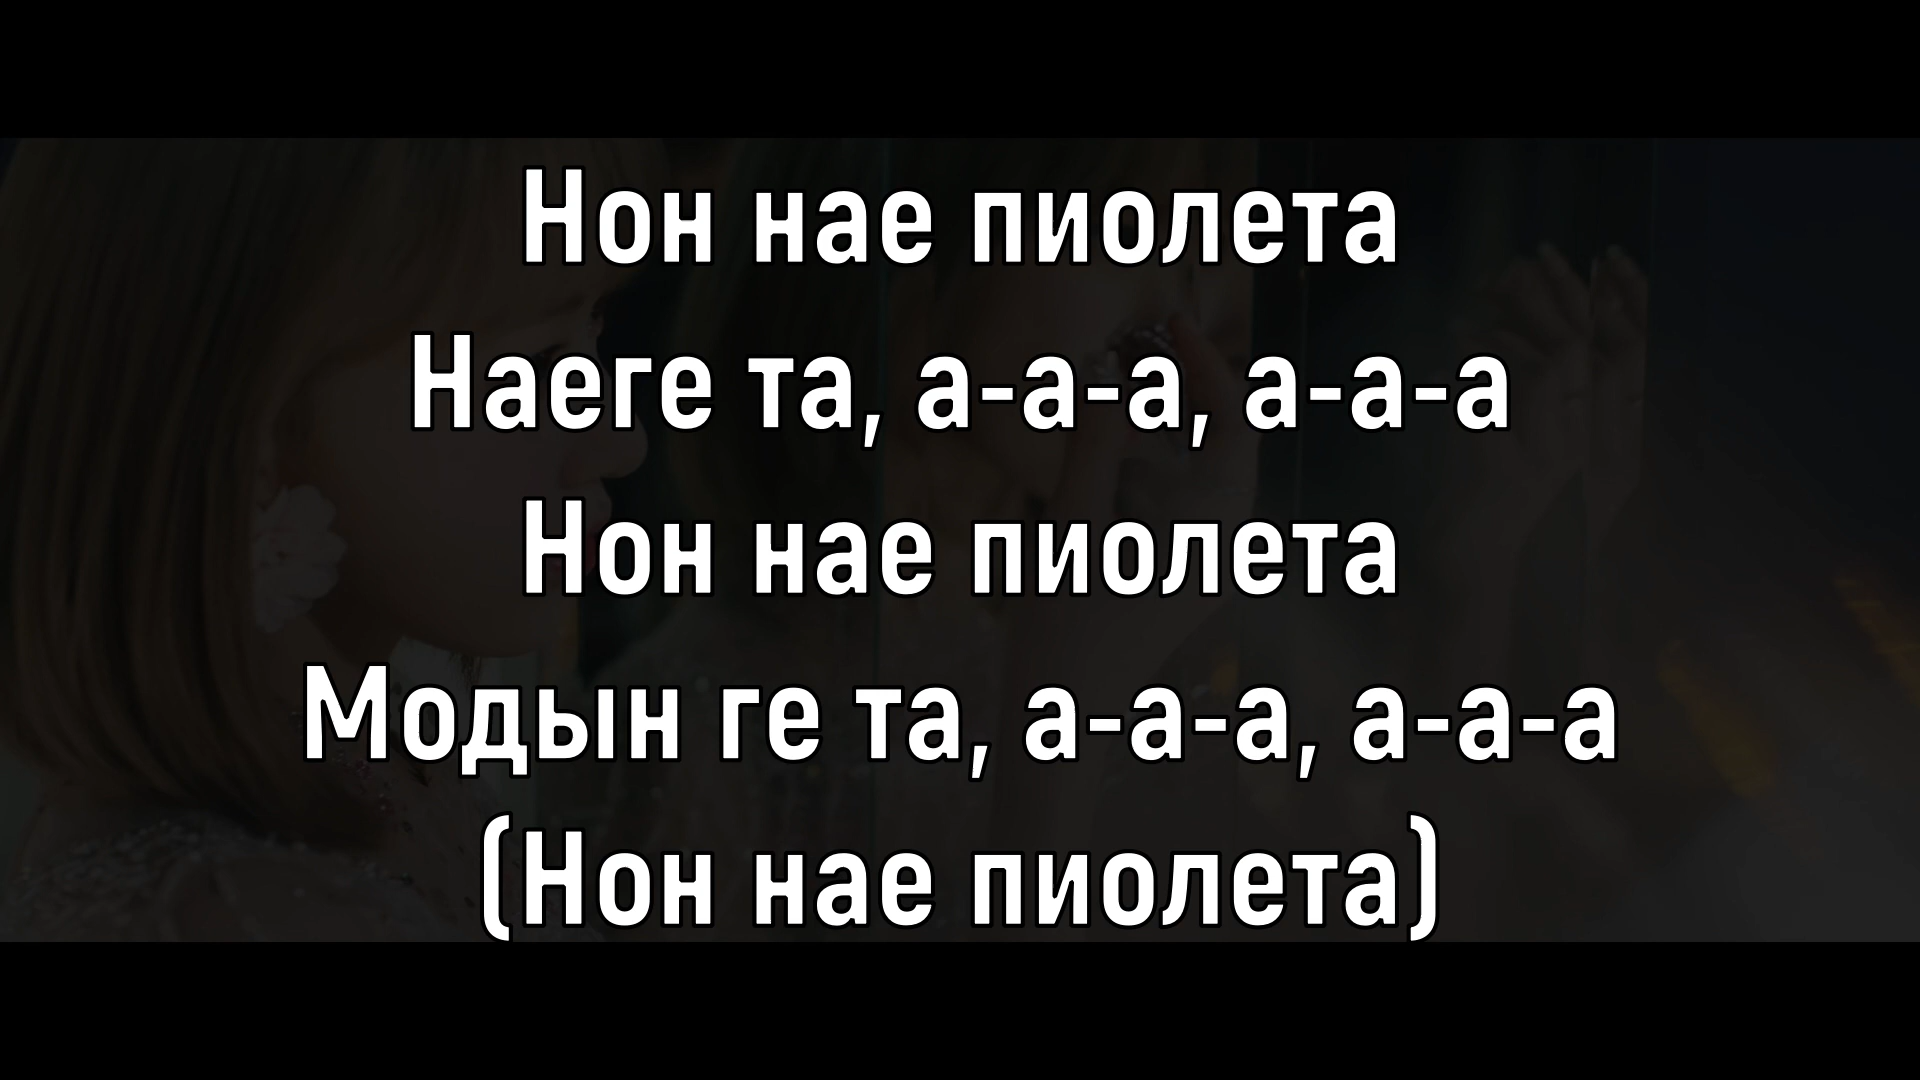 Нон нае пиолета
Наеге та, а-а-а, а-а-а
Нон нае пиолета
Модын ге та, а-а-а, а-а-а
(Нон нае пиолета)